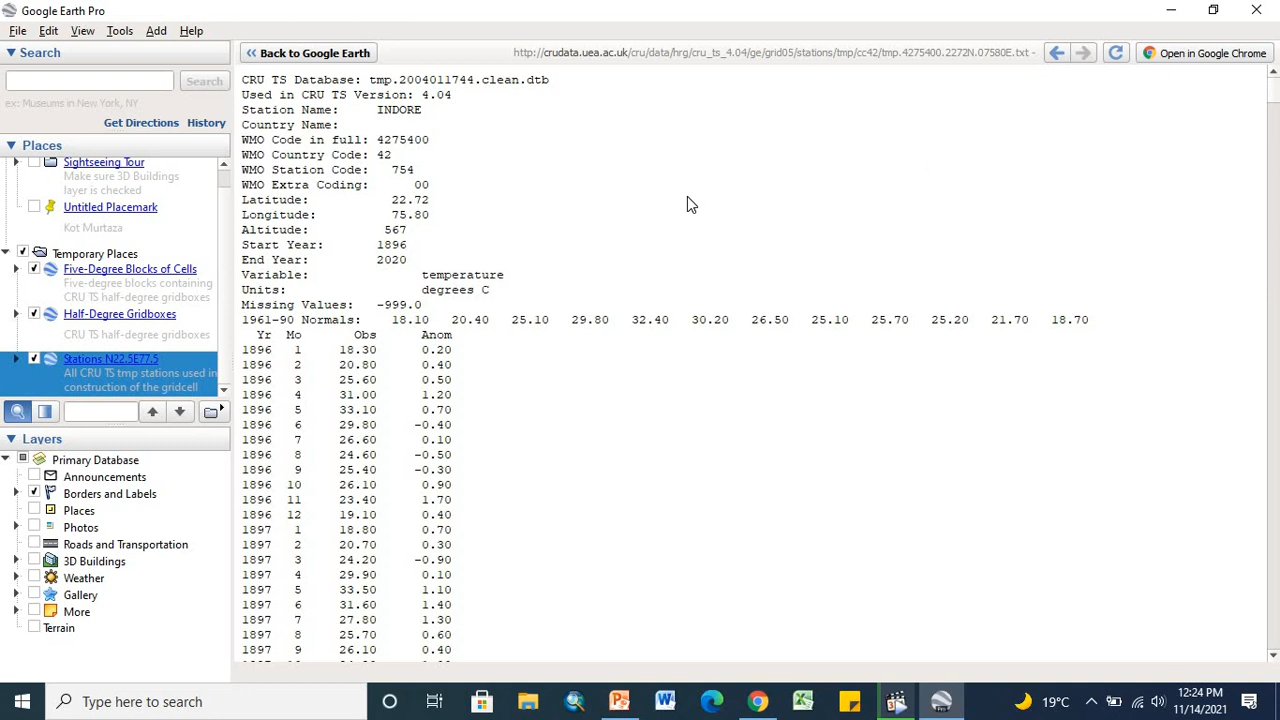 Google Earth Pro
File Edit View Tools Add Help
Search
Search
ex: Museums in New York, NY
Get Directions History
Places
Sightseeing Tour
Make sure 3D Buildings
layer is checked
Untitled Placemark
Kot Murtaza
Temporary Places
Five-Degree Blocks of Cells
Five-degree blocks containing
CRU TS half-degree gridboxes
Half-Degree Gridboxes
CRU TS half-degree gridboxes
Stations N22.5E77.5
All CRU TS tmp stations used in
construction of the gridcell
Layers
Primary Database
Announcements
Borders and Labels
Places
Photos
Roads and Transportation
3D Buildings
Weather
Gallery
More
Terrain
Back to Google Earth
http://crudata.uea.ac.uk/cru/data/hrg/cru_ts_4.04/ge/grid05/stations/tmp/cc42/tmp.4275400.2272N.07580E.txt -
Open in Google Chrome
CRU TS Database: tmp.2004011744.clean.dtb
Used in CRU TS Version: 4.04
Station Name: INDORE
Country Name:
WMO Code in full: 4275400
WMO Country Code: 42
WMO Station Code: 754
WMO Extra Coding: 00
Latitude: 22.72
Longitude: 75.80
Altitude: 567
Start Year: 1896
End Year: 2020
Variable: temperature
Units: degrees C
Missing Values: -999.0
1961-90 Normals: 18.10 20.40 25.10 29.80 32.40 30.20 26.50 25.10 25.70 25.20 21.70 18.70
Yr Mo Obs Anom
1896 1 18.30 0.20
1896 2 20.80 0.40
1896 3 25.60 0.50
1896 4 31.00 1.20
1896 5 33.10 0.70
1896 6 29.80 -0.40
1896 7 26.60 0.10
1896 8 24.60 -0.50
1896 9 25.40 -0.30
1896 10 26.10 0.90
1896 11 23.40 1.70
1896 12 19.10 0.40
1897 1 18.80 0.70
1897 2 20.70 0.30
1897 3 24.20 -0.90
1897 4 29.90 0.10
1897 5 33.50 1.10
1897 6 31.60 1.40
1897 7 27.80 1.30
1897 8 25.70 0.60
1897 9 26.10 0.40
Type here to search
19°C
12:24 PM
11/14/2021